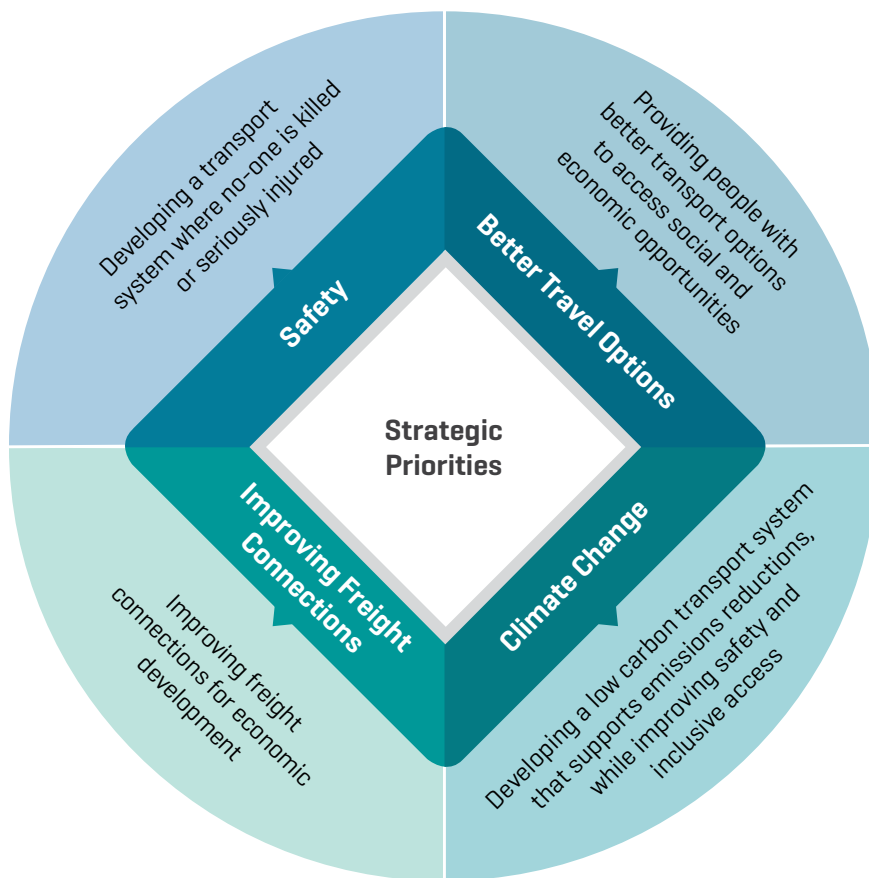 Strategic
Priorities
Safety
Developing a transport
system where no-one is killed
or seriously injured
Better Travel Options
Providing people with
better transport options
to access social and
economic opportunities
Climate Change
Developing a low carbon transport system
that supports emissions reductions,
while improving safety and
inclusive access
Improving Freight
Connections
Improving freight
connections for economic
development